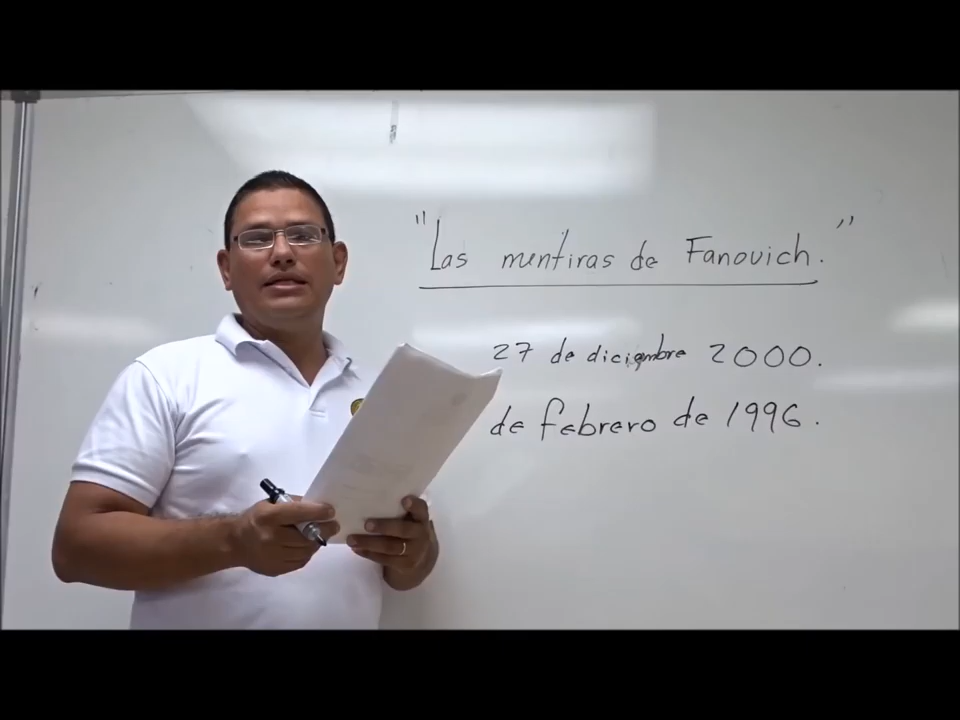 "Las mentiras de Fanovich."
27 de diciembre 2000.
de febrero de 1996.